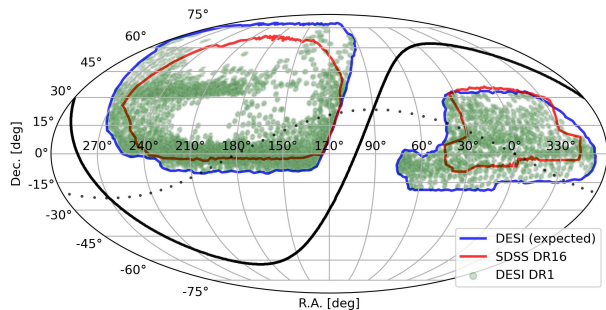 75°
60°
45°
30°
15°
0°
-15°
-30°
-45°
-60°
-75°
270° 240° 210° 180° 150° 120° 90° 60° 30° 0° 330°
Dec. [deg]
R.A. [deg]
DESI (expected)
SDSS DR16
DESI DR1